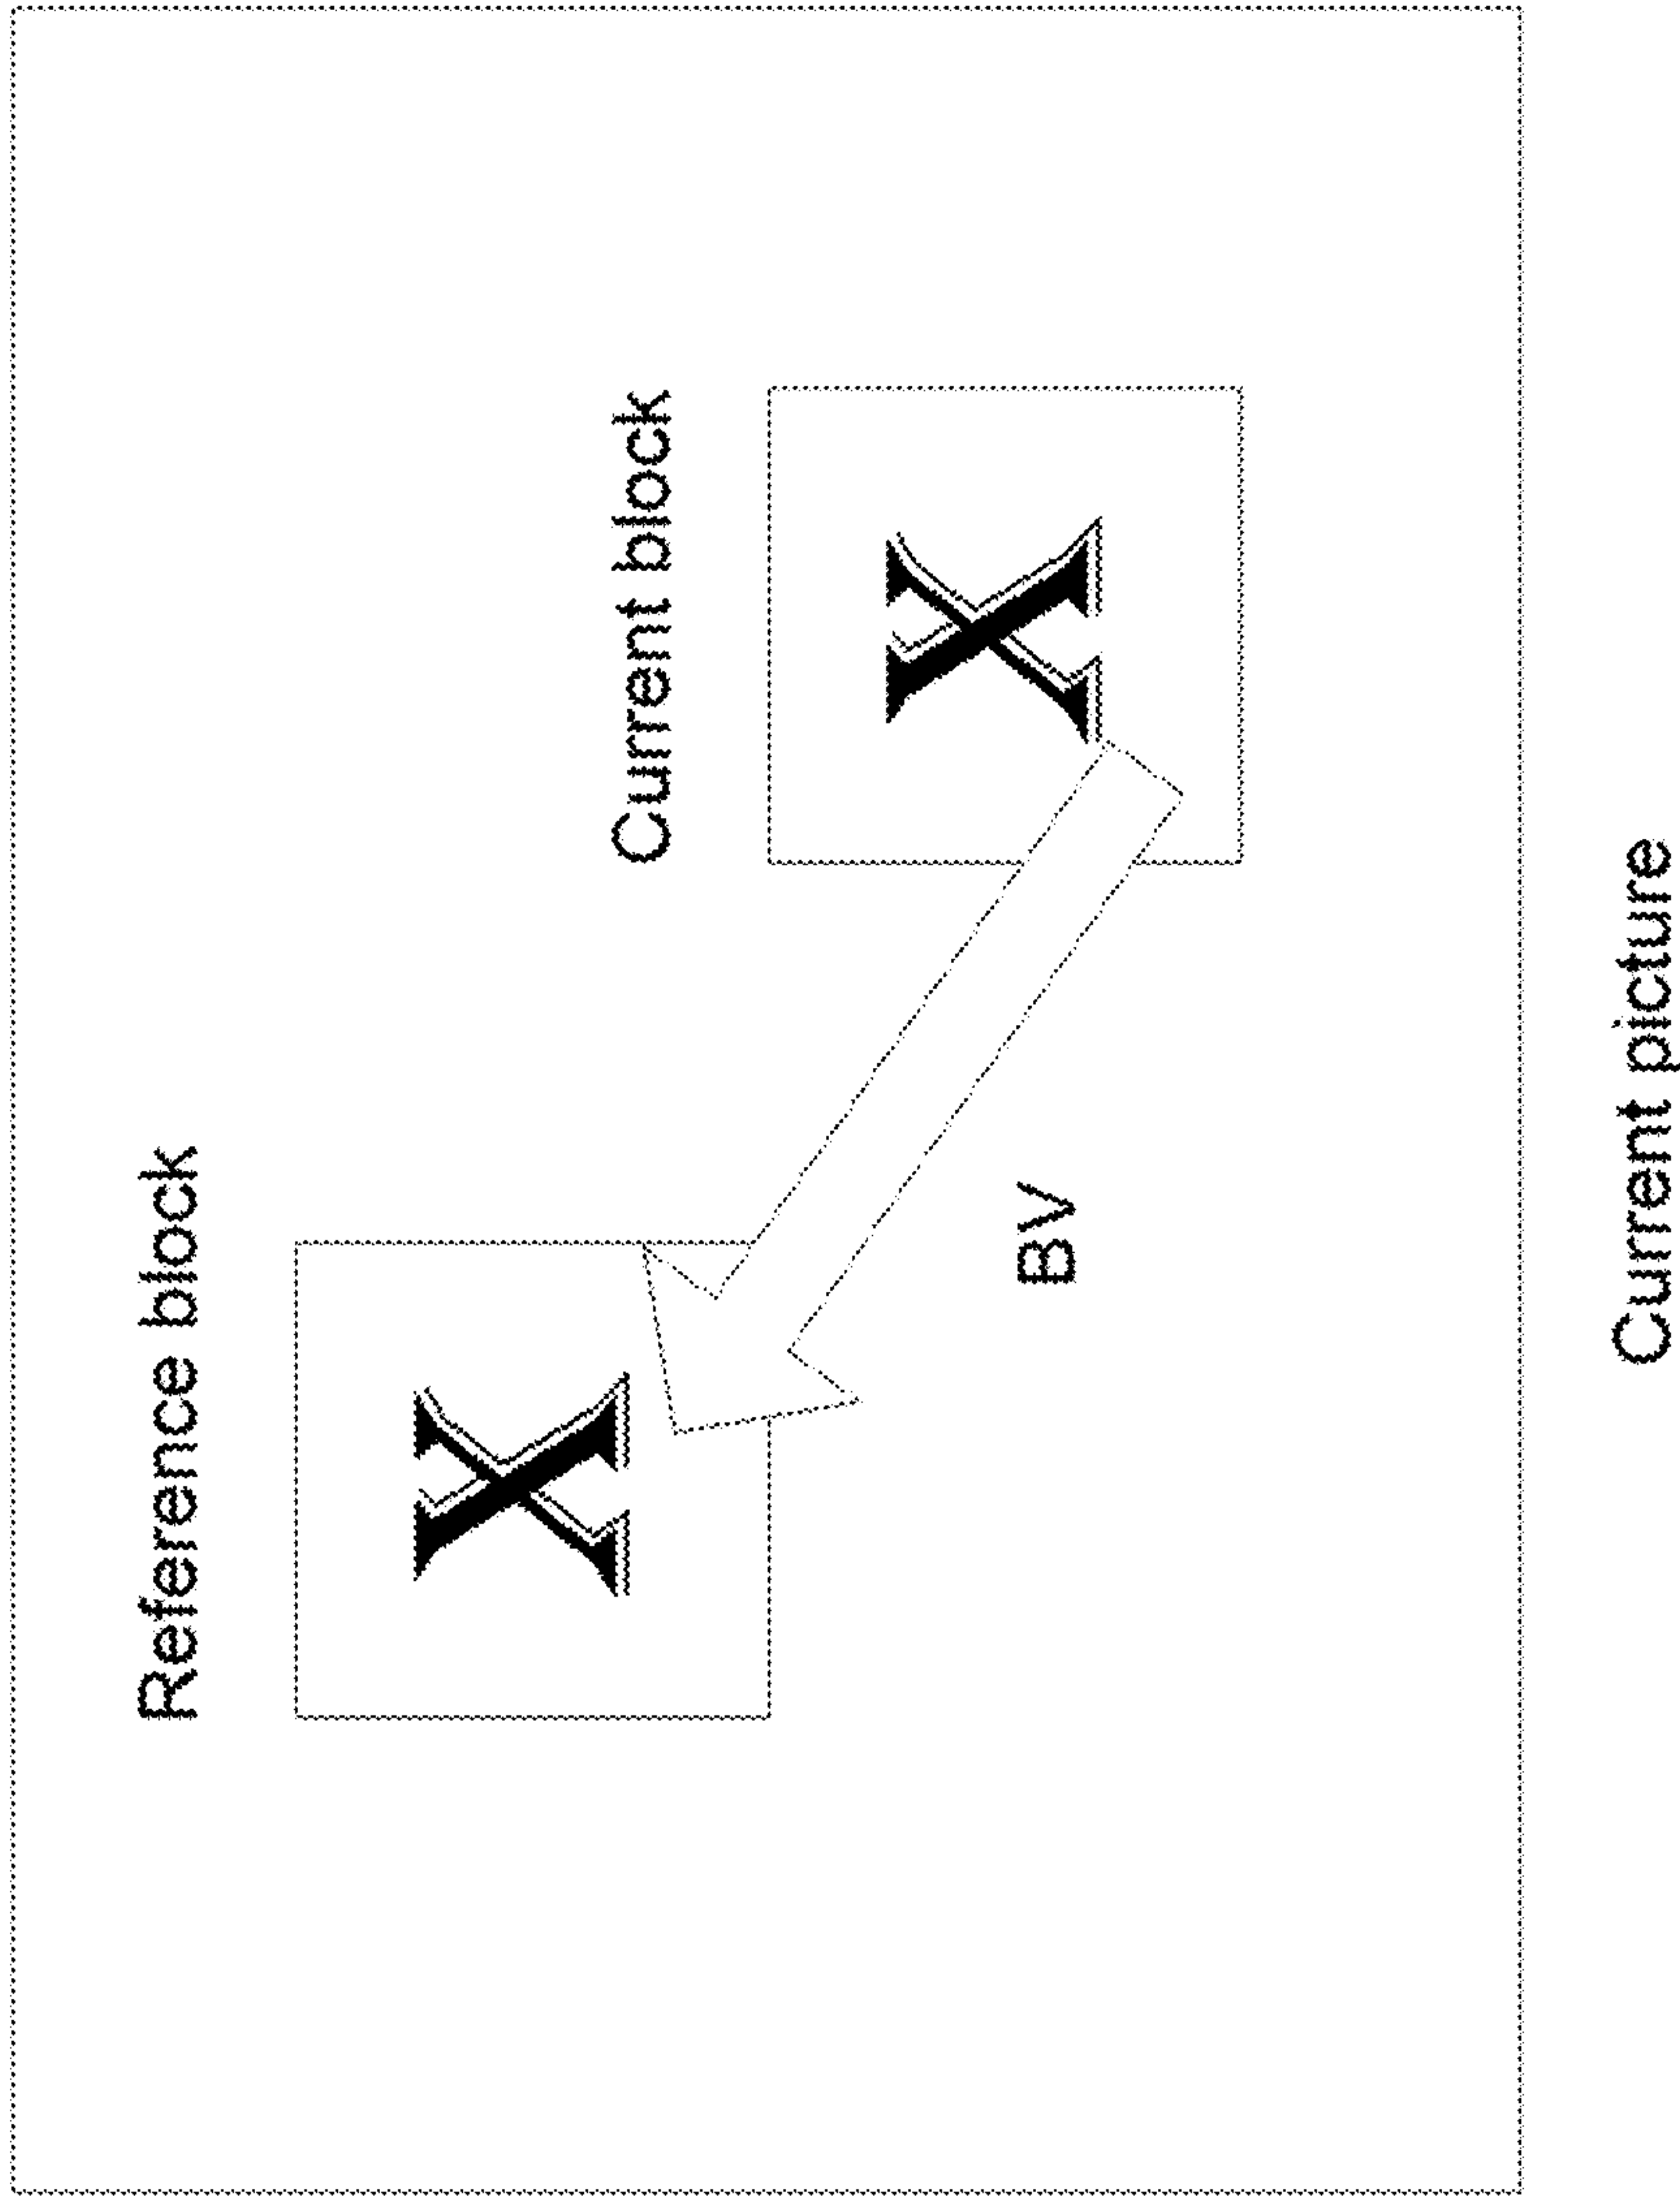 Reference block
X
Current block
X
BV
Current picture